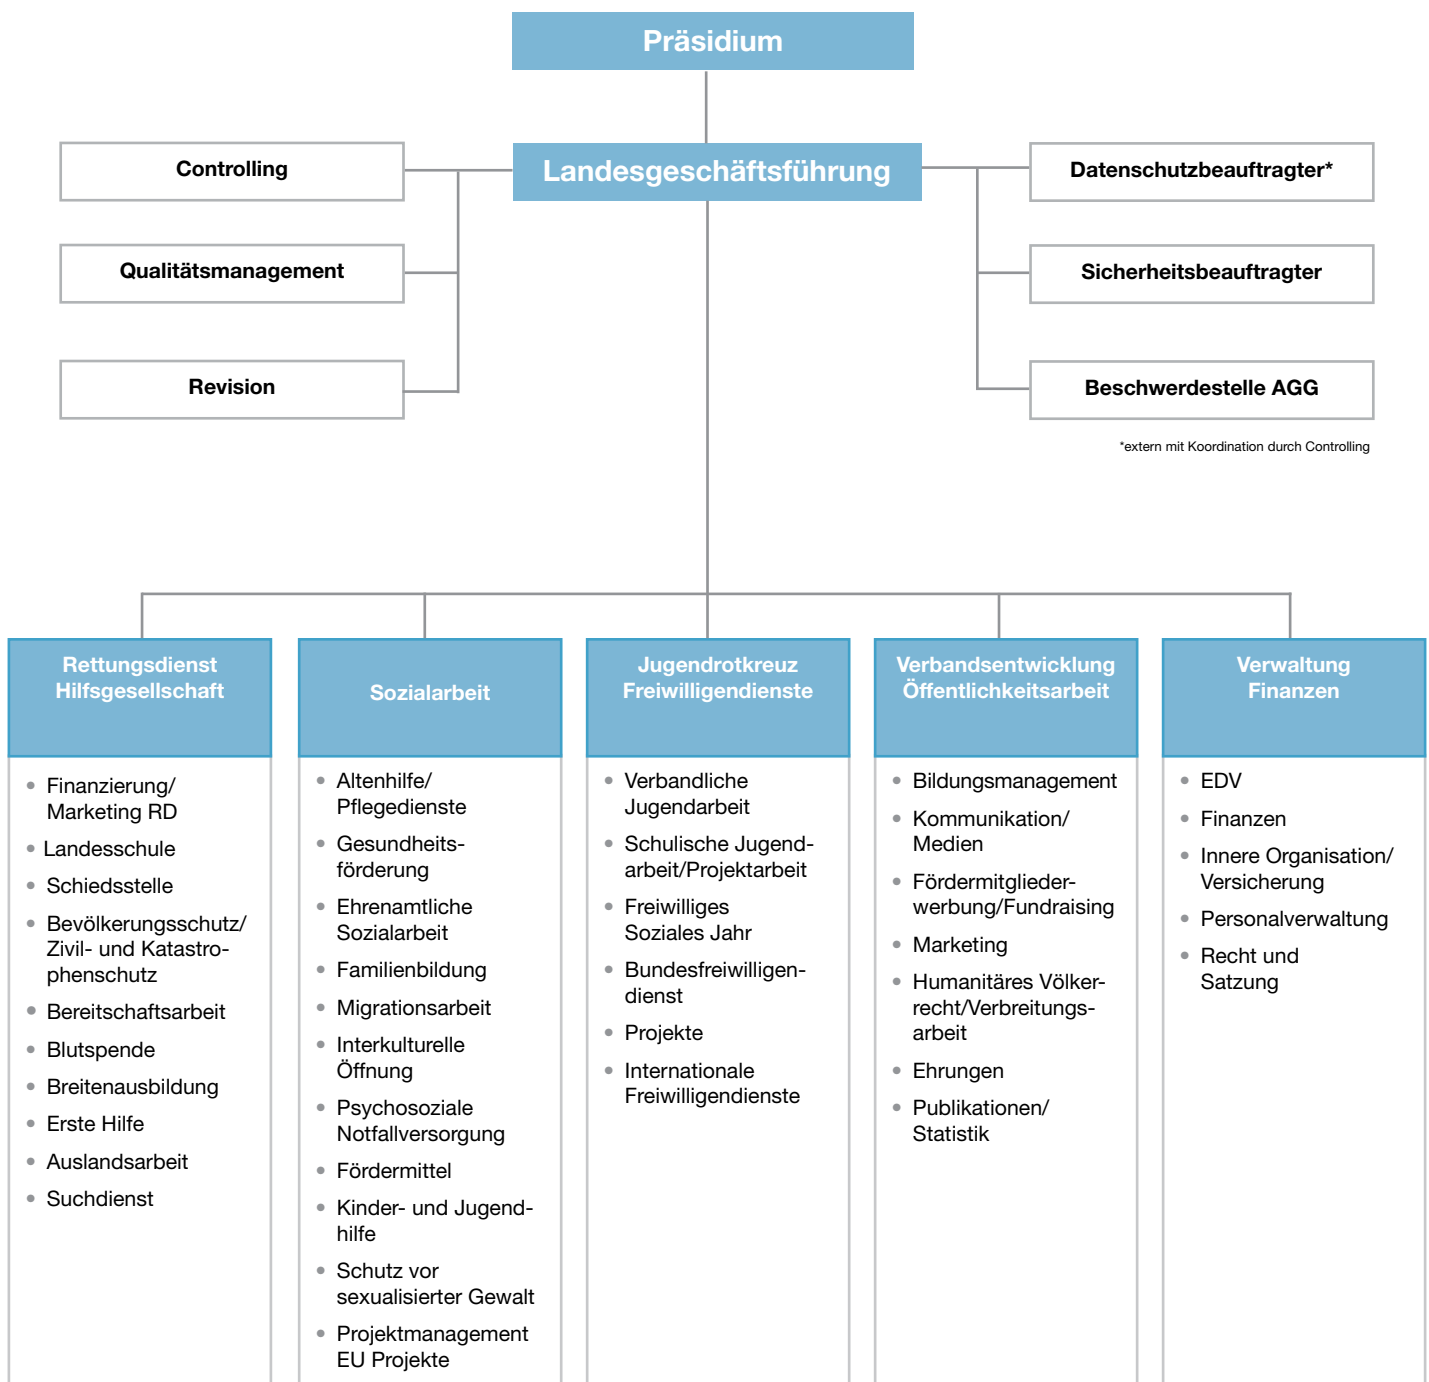 Präsidium
Landesgeschäftsführung
Controlling
Qualitätsmanagement
Revision
Datenschutzbeauftragter*
Sicherheitsbeauftragter
Beschwerdestelle AGG
*extern mit Koordination durch Controlling
Rettungsdienst
Hilfsgesellschaft
• Finanzierung/
Marketing RD
• Landesschule
• Schiedsstelle
• Bevölkerungsschutz/
Zivil- und Katastro-
phenschutz
• Bereitschaftsarbeit
• Blutspende
• Breitenausbildung
• Erste Hilfe
• Auslandsarbeit
• Suchdienst
Sozialarbeit
• Altenhilfe/
Pflegedienste
• Gesundheits-
förderung
• Ehrenamtliche
Sozialarbeit
• Familienbildung
• Migrationsarbeit
• Interkulturelle
Öffnung
• Psychosoziale
Notfallversorgung
• Fördermittel
• Kinder- und Jugend-
hilfe
• Schutz vor
sexualisierter Gewalt
• Projektmanagement
EU Projekte
Jugendrotkreuz
Freiwilligendienste
• Verbandliche
Jugendarbeit
• Schulische Jugend-
arbeit/Projektarbeit
• Freiwilliges
Soziales Jahr
• Bundesfreiwilligen-
dienst
• Projekte
• Internationale
Freiwilligendienste
Verbandsentwicklung
Öffentlichkeitsarbeit
• Bildungsmanagement
• Kommunikation/
Medien
• Fördermitglieder-
werbung/Fundraising
• Marketing
• Humanitäres Völker-
recht/Verbreitungs-
arbeit
• Ehrungen
• Publikationen/
Statistik
Verwaltung
Finanzen
• EDV
• Finanzen
• Innere Organisation/
Versicherung
• Personalverwaltung
• Recht und
Satzung